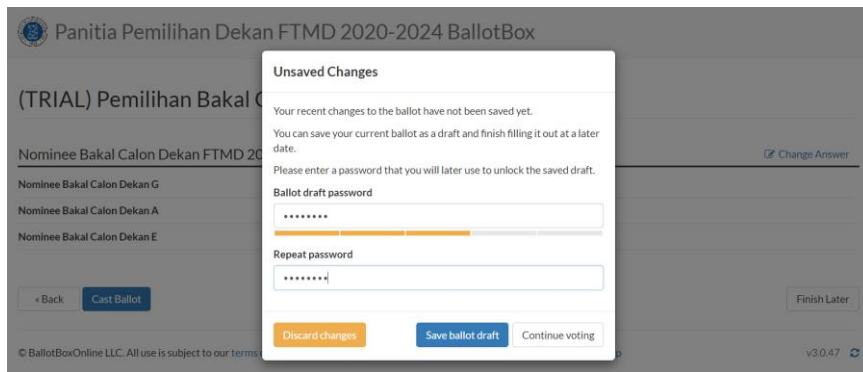 Panitia Pemilihan Dekan FTMD 2020-2024 BallotBox
(TRIAL) Pemilihan Bakal
Nominee Bakal Calon Dekan FTMD 20
Change Answer
Nominee Bakal Calon Dekan G
Nominee Bakal Calon Dekan A
Nominee Bakal Calon Dekan E
« Back
Cast Ballot
Finish Later
© BallotBoxOnline LLC. All use is subject to our terms
v3.0.47
Unsaved Changes
Your recent changes to the ballot have not been saved yet.
You can save your current ballot as a draft and finish filling it out at a later
date.
Please enter a password that you will later use to unlock the saved draft.
Ballot draft password
••••••••
Repeat password
••••••••
Discard changes
Save ballot draft
Continue voting